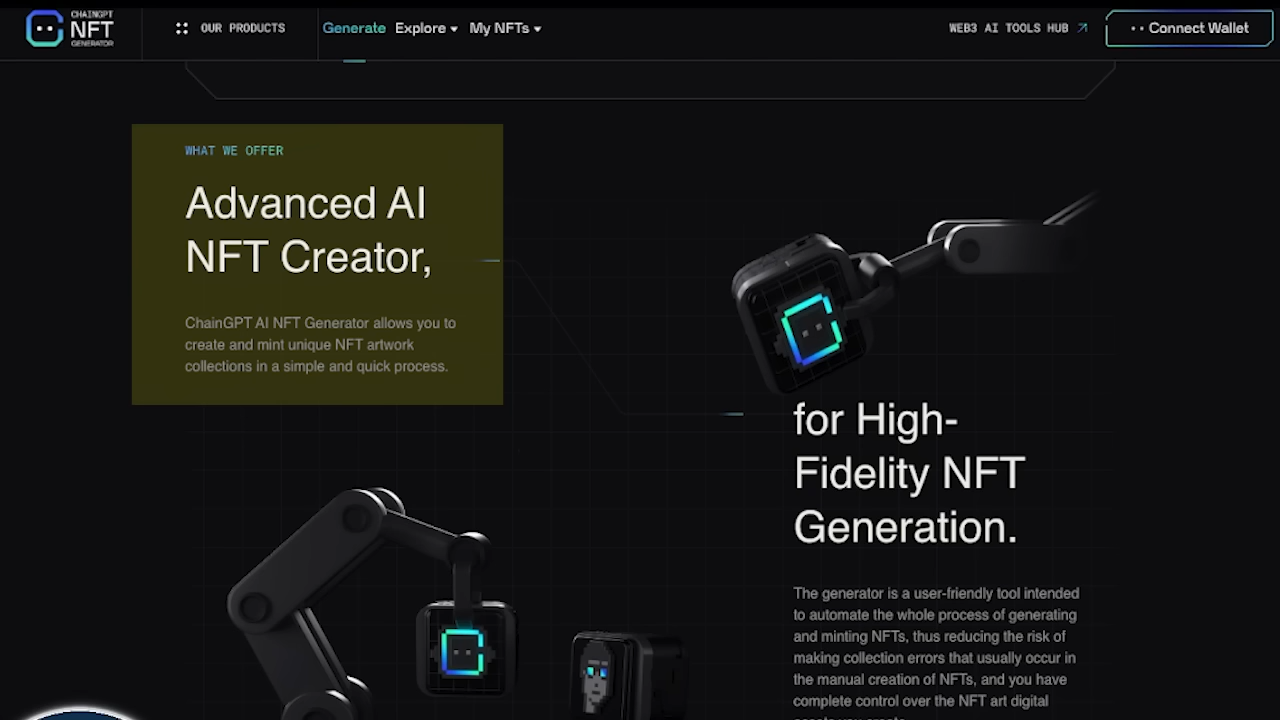 CHAINGPT
NFT
GENERATOR
OUR PRODUCTS
Generate
Explore
My NFTs
WEB3 AI TOOLS HUB
Connect Wallet
WHAT WE OFFER
Advanced AI
NFT Creator,
ChainGPT AI NFT Generator allows you to
create and mint unique NFT artwork
collections in a simple and quick process.
for High-
Fidelity NFT
Generation.
The generator is a user-friendly tool intended
to automate the whole process of generating
and minting NFTs, thus reducing the risk of
making collection errors that usually occur in
the manual creation of NFTs, and you have
complete control over the NFT art digital